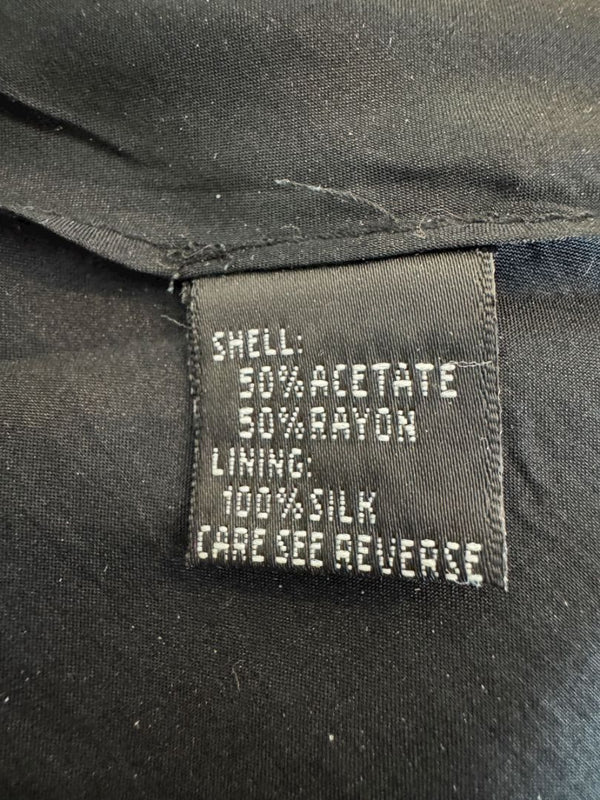 SHELL:
50%ACETATE
50%RAYON
LINING:
100%SILK
CARE SEE REVERSE